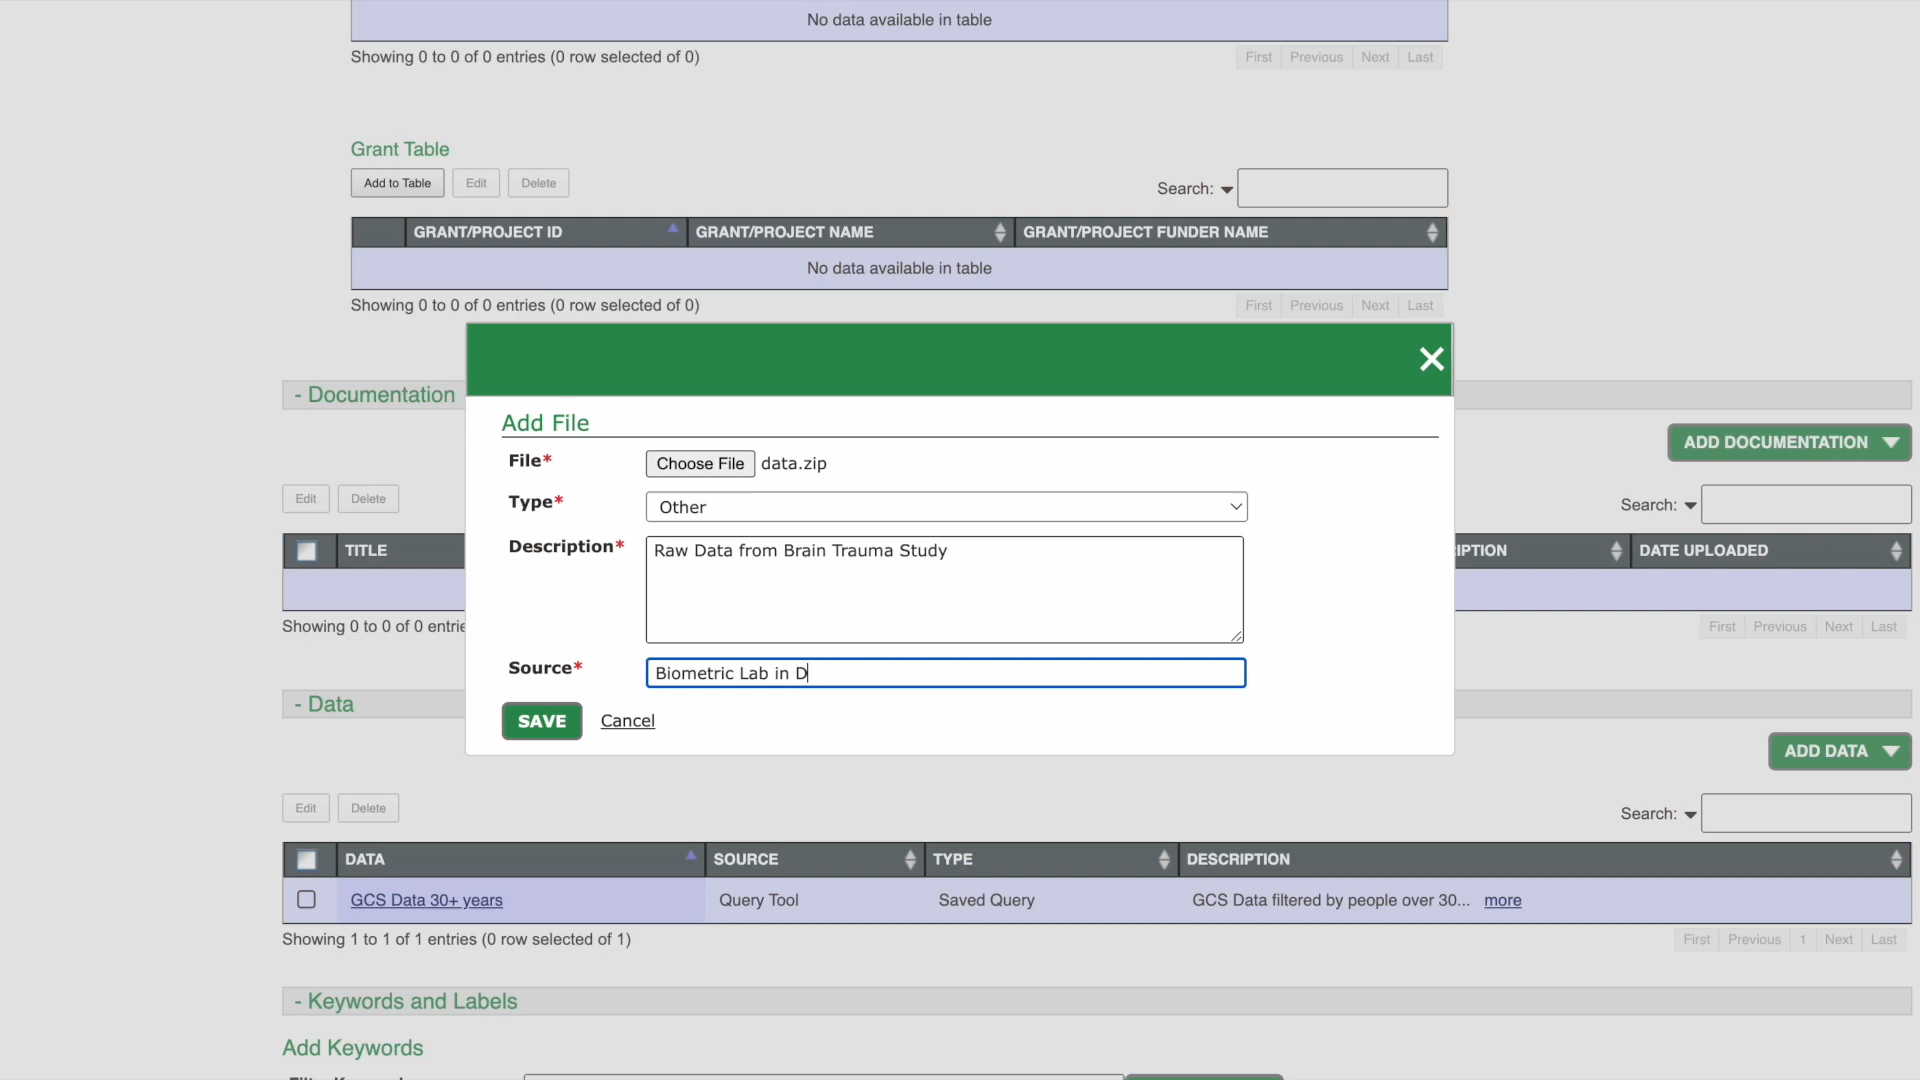 No data available in table
Showing 0 to 0 of 0 entries (0 row selected of 0)
First Previous Next Last
Grant Table
Add to Table Edit Delete
Search:
GRANT/PROJECT ID GRANT/PROJECT NAME GRANT/PROJECT FUNDER NAME
No data available in table
Showing 0 to 0 of 0 entries (0 row selected of 0)
First Previous Next Last
- Documentation
Add File
ADD DOCUMENTATION
File* Choose File data.zip
Type* Other
Edit Delete
Search:
Description* Raw Data from Brain Trauma Study
TITLE
DATE UPLOADED
Showing 0 to 0 of 0
First Previous Next Last
Source* Biometric Lab in D
- Data
SAVE Cancel
ADD DATA
Edit Delete
Search:
DATA SOURCE TYPE DESCRIPTION
GCS Data 30+ years Query Tool Saved Query GCS Data filtered by people over 30... more
Showing 1 to 1 of 1 entries (0 row selected of 1)
First Previous 1 Next Last
- Keywords and Labels
Add Keywords